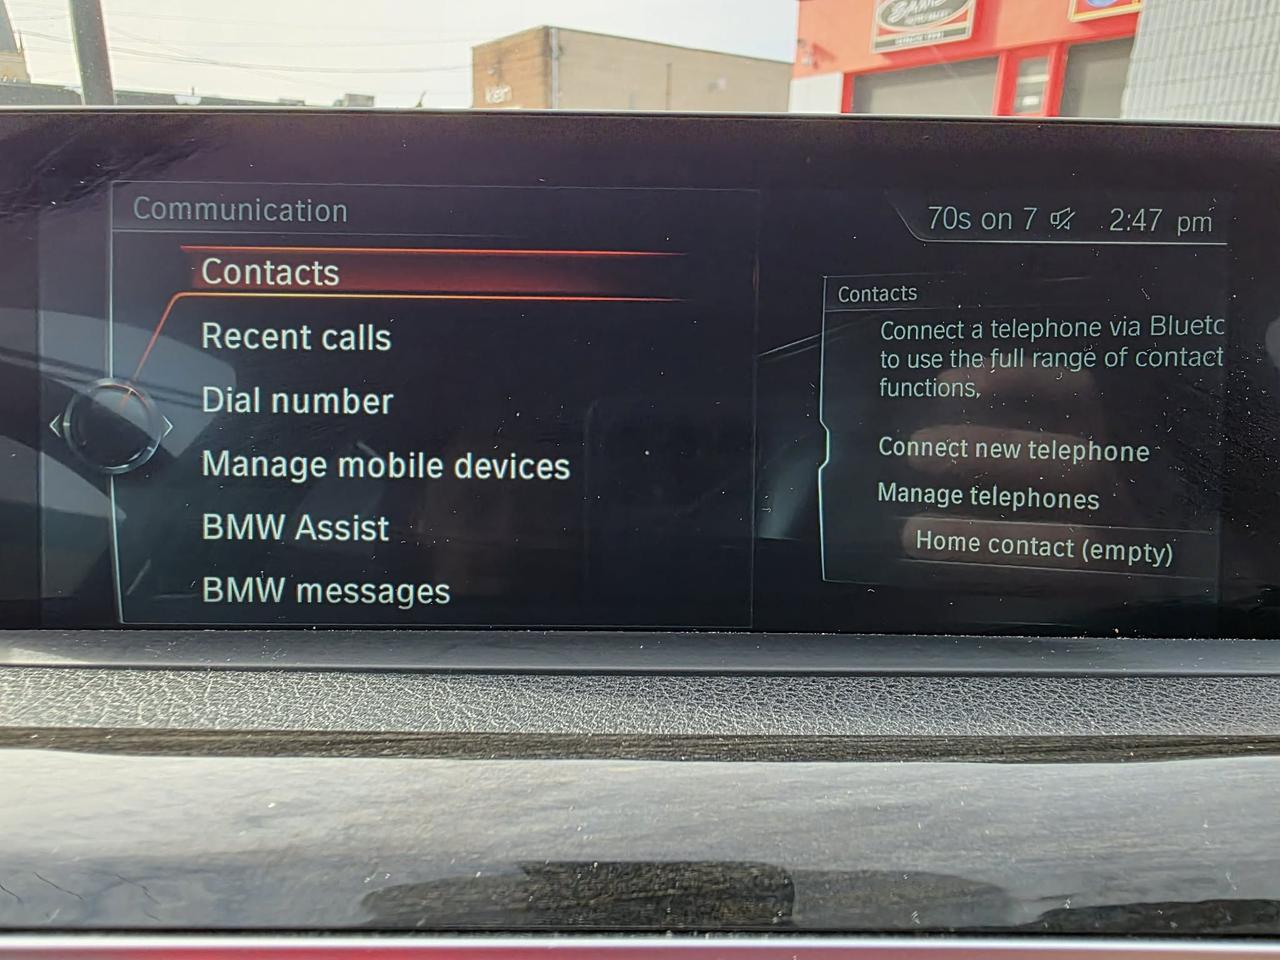 Communication
70s on 7 2:47 pm
Contacts
Recent calls
Dial number
Manage mobile devices
BMW Assist
BMW messages
Contacts
Connect a telephone via Bluetc
to use the full range of contact
functions.
Connect new telephone
Manage telephones
Home contact (empty)